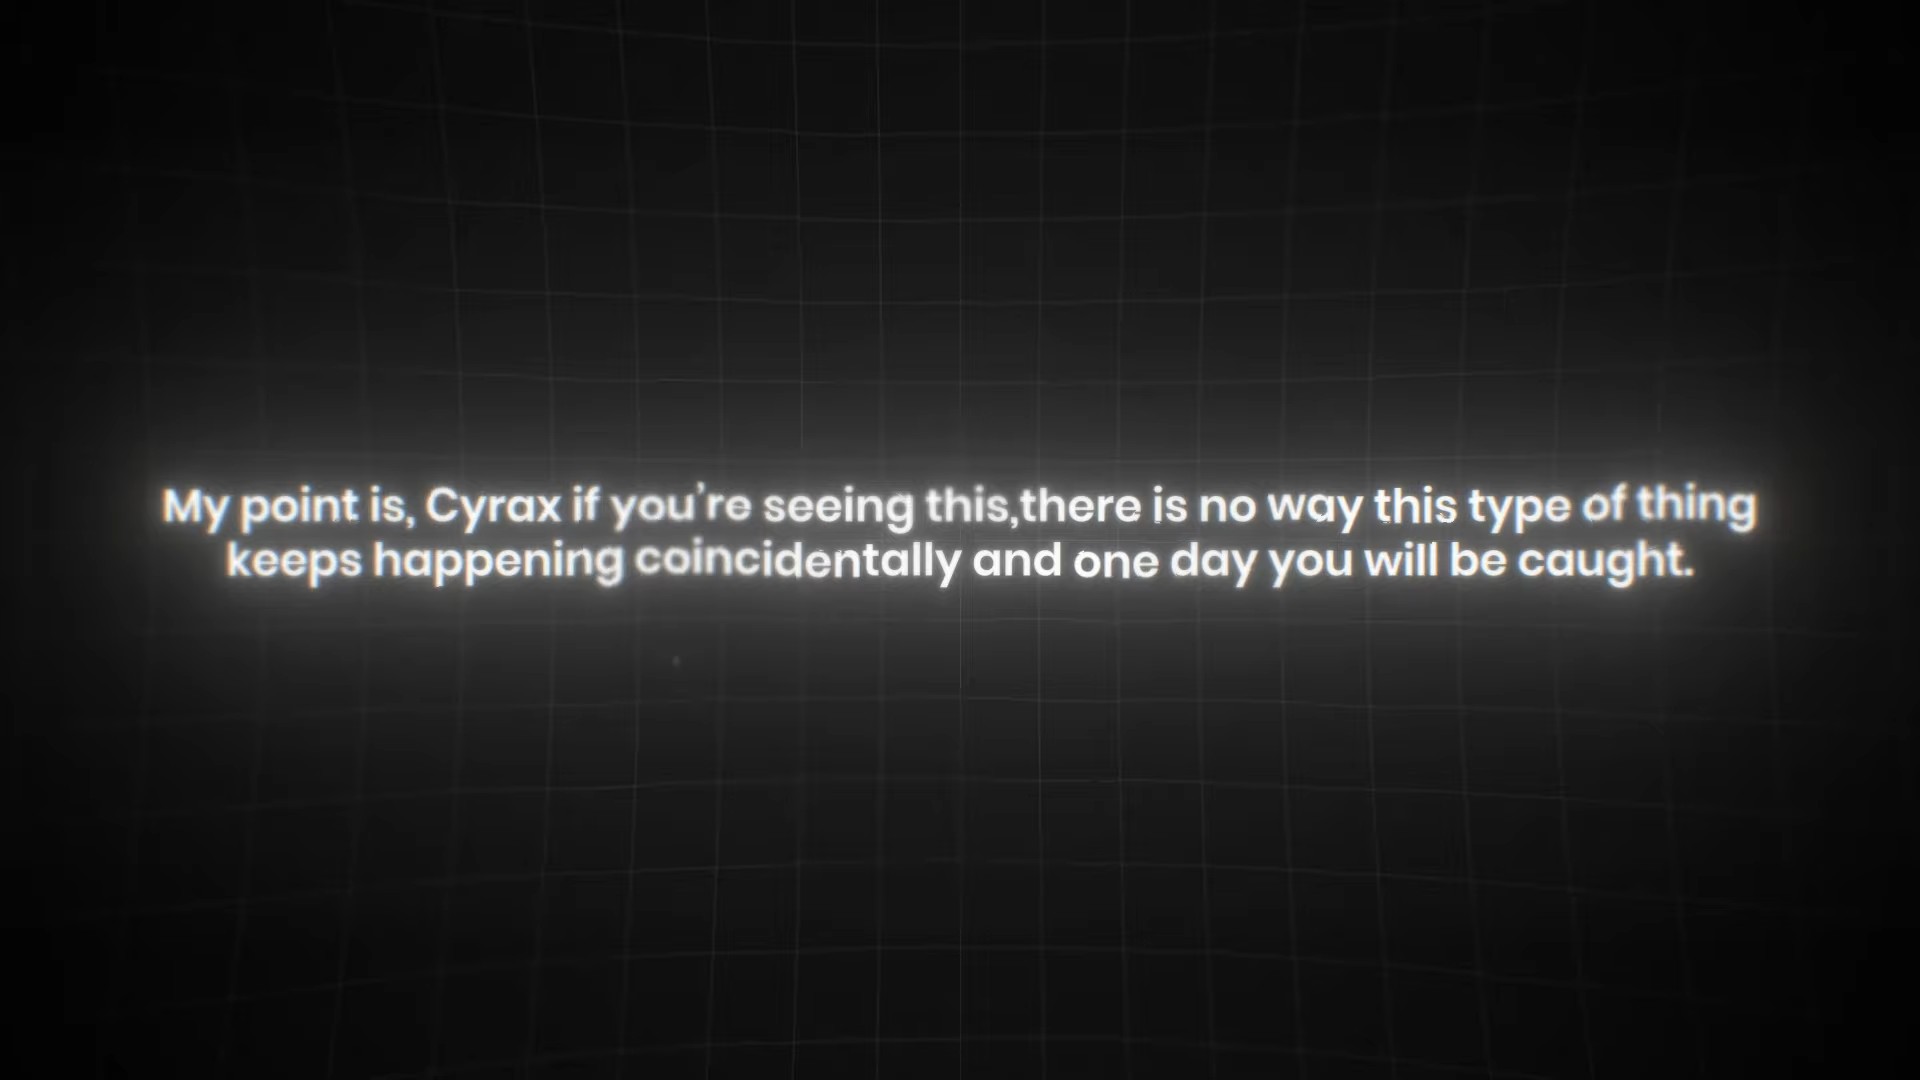 My point is, Cyrax if you're seeing this,there is no way this type of thing
keeps happening coincidentally and one day you will be caught.